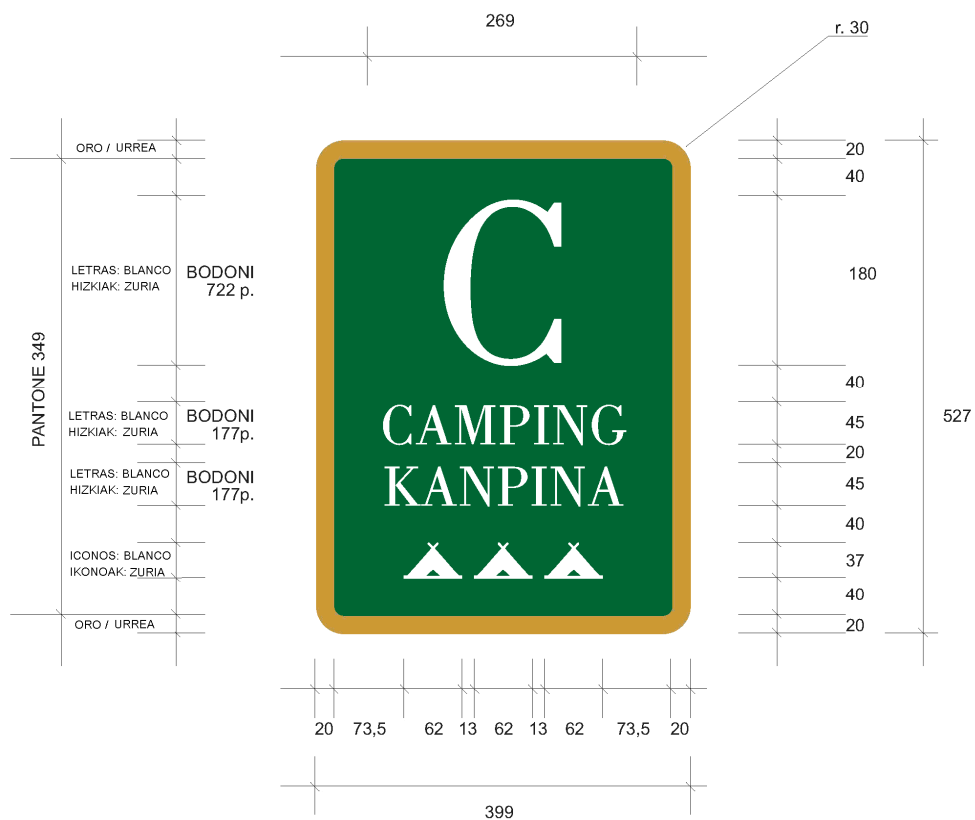 269
r. 30
ORO / URREA
20
40
LETRAS: BLANCO
HIZKIAK: ZURIA
BODONI
722 p.
C
180
PANTONE 349
40
LETRAS: BLANCO
HIZKIAK: ZURIA
BODONI
177p.
CAMPING
45
527
20
LETRAS: BLANCO
HIZKIAK: ZURIA
BODONI
177p.
KANPINA
45
40
ICONOS: BLANCO
IKONOAK: ZURIA
37
40
ORO / URREA
20
20 73,5 62 13 62 13 62 73,5 20
399